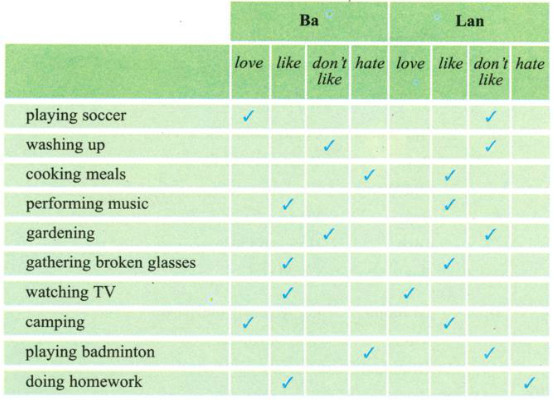 Ba Lan
love like don't like hate love like don't like hate
playing soccer ✓ ✓
washing up ✓ ✓
cooking meals ✓ ✓
performing music ✓ ✓
gardening ✓ ✓
gathering broken glasses ✓ ✓
watching TV ✓ ✓
camping ✓ ✓
playing badminton ✓ ✓
doing homework ✓ ✓